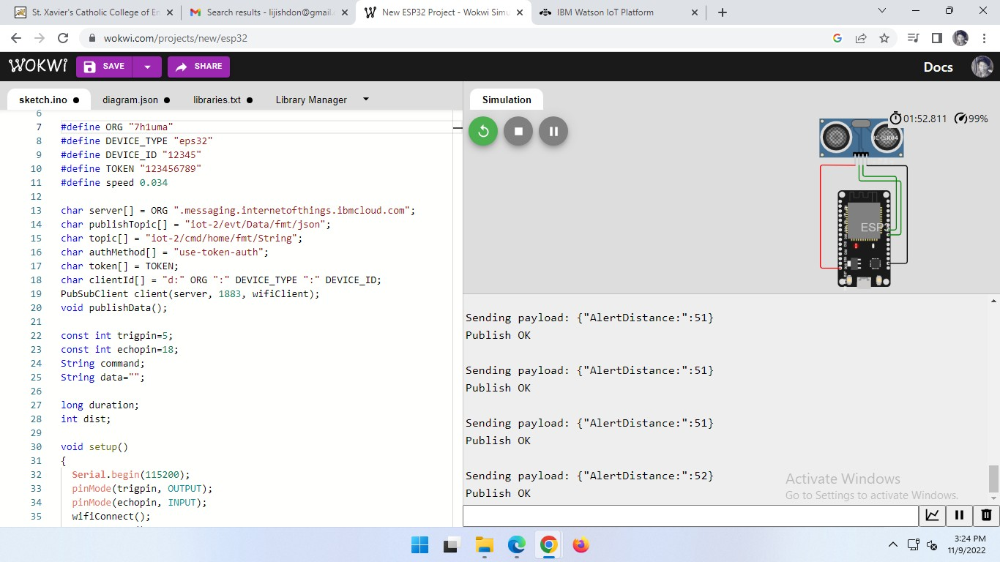 St. Xavier's Catholic College of En
Search results - lijishdon@gmail.
New ESP32 Project - Wokwi Simu
IBM Watson IoT Platform
wokwi.com/projects/new/esp32
WOKWi
SAVE
SHARE
Docs
sketch.ino
diagram.json
libraries.txt
Library Manager
Simulation
6
7 #define ORG "7h1uma"
8 #define DEVICE_TYPE "eps32"
9 #define DEVICE_ID "12345"
10 #define TOKEN "123456789"
11 #define speed 0.034
12
13 char server[] = ORG ".messaging.internetofthings.ibmcloud.com";
14 char publishTopic[] = "iot-2/evt/Data/fmt/json";
15 char topic[] = "iot-2/cmd/home/fmt/String";
16 char authMethod[] = "use-token-auth";
17 char token[] = TOKEN;
18 char clientId[] = "d:" ORG ":" DEVICE_TYPE ":" DEVICE_ID;
19 PubSubClient client(server, 1883, wifiClient);
20 void publishData();
21
22 const int trigpin=5;
23 const int echopin=18;
24 String command;
25 String data="";
26
27 long duration;
28 int dist;
29
30 void setup()
31 {
32 Serial.begin(115200);
33 pinMode(trigpin, OUTPUT);
34 pinMode(echopin, INPUT);
35 wifiConnect();
01:52.811
99%
HC-SR04
ESP32
Sending payload: {"AlertDistance:":51}
Publish OK
Sending payload: {"AlertDistance:":51}
Publish OK
Sending payload: {"AlertDistance:":51}
Publish OK
Sending payload: {"AlertDistance:":52}
Publish OK
Activate Windows
Go to Settings to activate Windows.
3:24 PM
11/9/2022